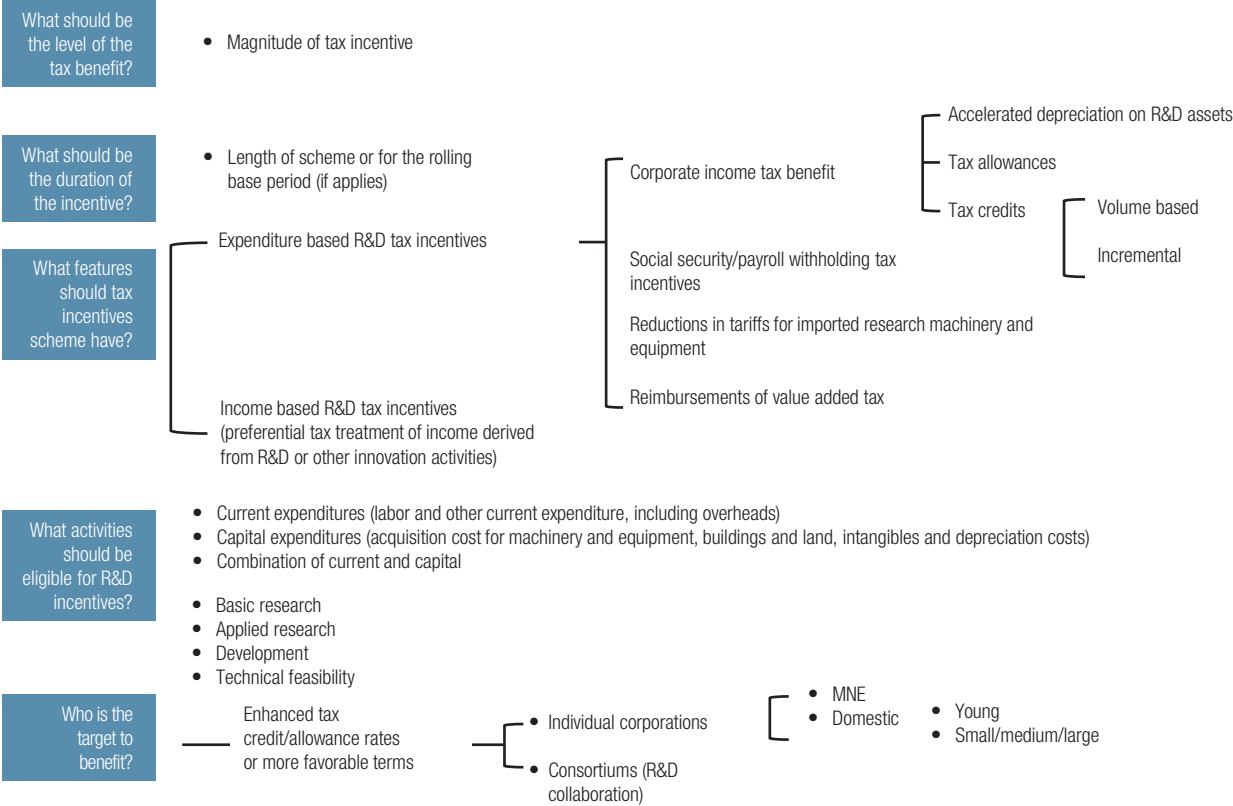 What should be
the level of the
tax benefit?
• Magnitude of tax incentive
What should be
the duration of
the incentive?
• Length of scheme or for the rolling
base period (if applies)
What features
should tax
incentives
scheme have?
Expenditure based R&D tax incentives
Corporate income tax benefit
Accelerated depreciation on R&D assets
Tax allowances
Tax credits
Volume based
Incremental
Social security/payroll withholding tax
incentives
Reductions in tariffs for imported research machinery and
equipment
Reimbursements of value added tax
Income based R&D tax incentives
(preferential tax treatment of income derived
from R&D or other innovation activities)
What activities
should be
eligible for R&D
incentives?
• Current expenditures (labor and other current expenditure, including overheads)
• Capital expenditures (acquisition cost for machinery and equipment, buildings and land, intangibles and depreciation costs)
• Combination of current and capital
• Basic research
• Applied research
• Development
• Technical feasibility
Who is the
target to
benefit?
Enhanced tax
credit/allowance rates
or more favorable terms
• Individual corporations
• Consortiums (R&D
collaboration)
• MNE
• Domestic
• Young
• Small/medium/large